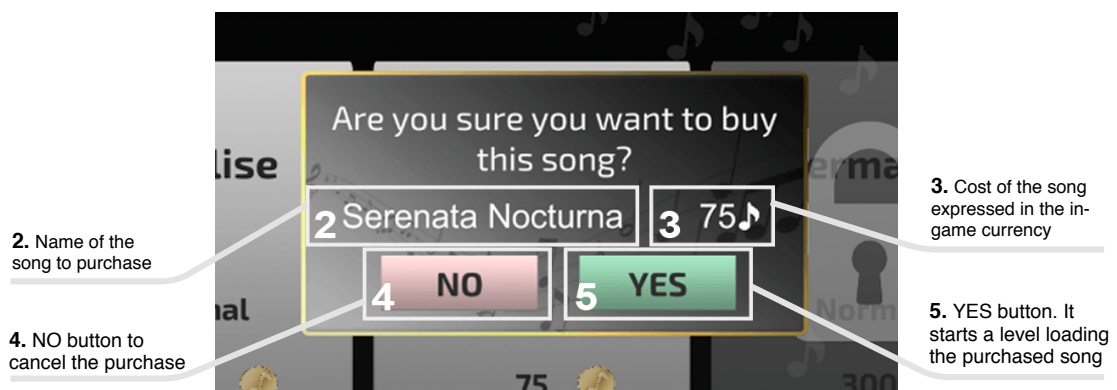 Are you sure you want to buy
this song?
lise
erma
2 Serenata Nocturna
3 75♪
2. Name of the
song to purchase
3. Cost of the song
expressed in the in-
game currency
4 NO
5 YES
nal
Norm
4. NO button to
cancel the purchase
5. YES button. It
starts a level loading
the purchased song
75
300